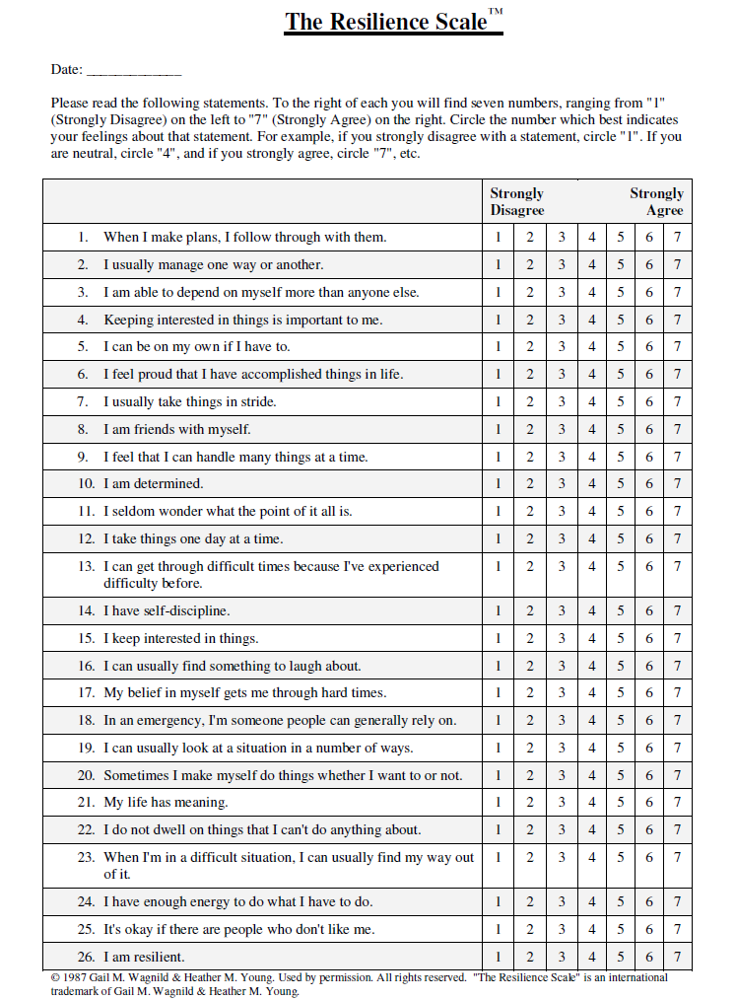 The Resilience Scale™
Date: _____________
Please read the following statements. To the right of each you will find seven numbers, ranging from "1"
(Strongly Disagree) on the left to "7" (Strongly Agree) on the right. Circle the number which best indicates
your feelings about that statement. For example, if you strongly disagree with a statement, circle "1". If you
are neutral, circle "4", and if you strongly agree, circle "7", etc.
Strongly Strongly
Disagree Agree
1. When I make plans, I follow through with them. 1 2 3 4 5 6 7
2. I usually manage one way or another. 1 2 3 4 5 6 7
3. I am able to depend on myself more than anyone else. 1 2 3 4 5 6 7
4. Keeping interested in things is important to me. 1 2 3 4 5 6 7
5. I can be on my own if I have to. 1 2 3 4 5 6 7
6. I feel proud that I have accomplished things in life. 1 2 3 4 5 6 7
7. I usually take things in stride. 1 2 3 4 5 6 7
8. I am friends with myself. 1 2 3 4 5 6 7
9. I feel that I can handle many things at a time. 1 2 3 4 5 6 7
10. I am determined. 1 2 3 4 5 6 7
11. I seldom wonder what the point of it all is. 1 2 3 4 5 6 7
12. I take things one day at a time. 1 2 3 4 5 6 7
13. I can get through difficult times because I've experienced 1 2 3 4 5 6 7
difficulty before.
14. I have self-discipline. 1 2 3 4 5 6 7
15. I keep interested in things. 1 2 3 4 5 6 7
16. I can usually find something to laugh about. 1 2 3 4 5 6 7
17. My belief in myself gets me through hard times. 1 2 3 4 5 6 7
18. In an emergency, I'm someone people can generally rely on. 1 2 3 4 5 6 7
19. I can usually look at a situation in a number of ways. 1 2 3 4 5 6 7
20. Sometimes I make myself do things whether I want to or not. 1 2 3 4 5 6 7
21. My life has meaning. 1 2 3 4 5 6 7
22. I do not dwell on things that I can't do anything about. 1 2 3 4 5 6 7
23. When I'm in a difficult situation, I can usually find my way out 1 2 3 4 5 6 7
of it.
24. I have enough energy to do what I have to do. 1 2 3 4 5 6 7
25. It's okay if there are people who don't like me. 1 2 3 4 5 6 7
26. I am resilient. 1 2 3 4 5 6 7
© 1987 Gail M. Wagnild & Heather M. Young. Used by permission. All rights reserved. "The Resilience Scale" is an international
trademark of Gail M. Wagnild & Heather M. Young.